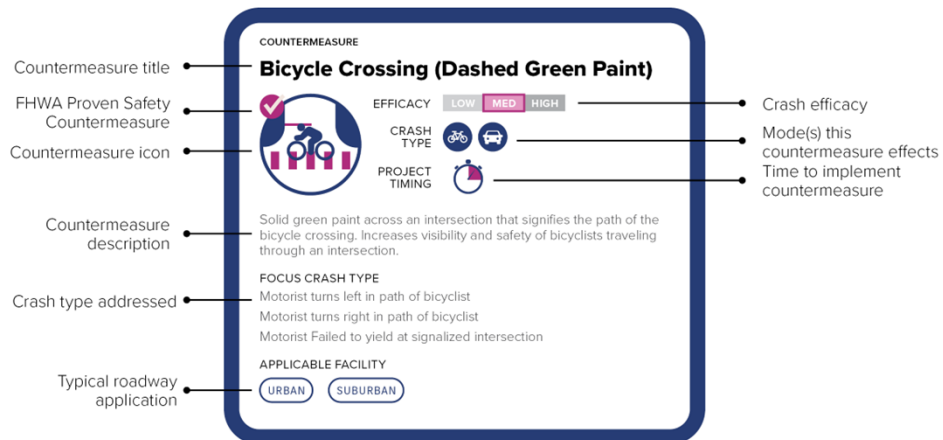 COUNTERMEASURE
Countermeasure title
Bicycle Crossing (Dashed Green Paint)
FHWA Proven Safety
Countermeasure
EFFICACY
LOW MED HIGH
Crash efficacy
Countermeasure icon
CRASH
TYPE
Mode(s) this
countermeasure effects
PROJECT
TIMING
Time to implement
countermeasure
Countermeasure
description
Solid green paint across an intersection that signifies the path of the
bicycle crossing. Increases visibility and safety of bicyclists traveling
through an intersection.
FOCUS CRASH TYPE
Crash type addressed
Motorist turns left in path of bicyclist
Motorist turns right in path of bicyclist
Motorist Failed to yield at signalized intersection
APPLICABLE FACILITY
Typical roadway
application
URBAN SUBURBAN